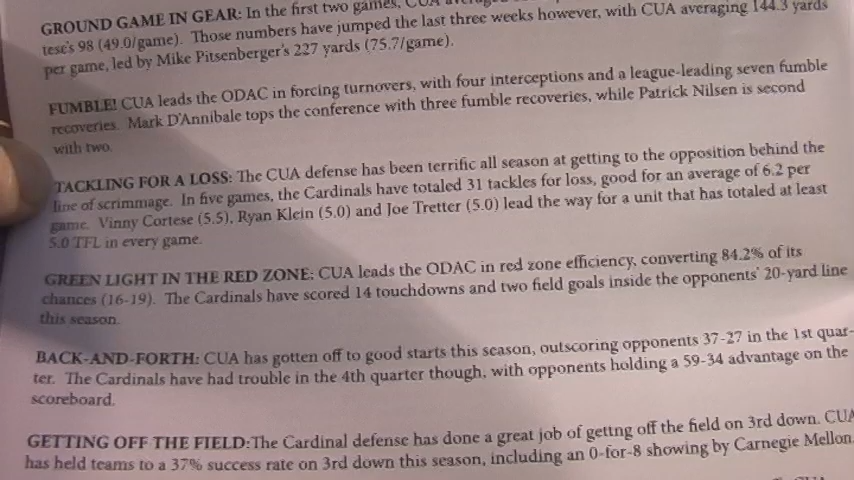 GROUND GAME IN GEAR: In the first two games, CUA
tese's 98 (49.0/game). Those numbers have jumped the last three weeks however, with CUA averaging 144.3 yards
per game, led by Mike Pitsenberger's 227 yards (75.7/game).
FUMBLE! CUA leads the ODAC in forcing turnovers, with four interceptions and a league-leading seven fumble
recoveries. Mark D'Annibale tops the conference with three fumble recoveries, while Patrick Nilsen is second
with two.
TACKLING FOR A LOSS: The CUA defense has been terrific all season at getting to the opposition behind the
line of scrimmage. In five games, the Cardinals have totaled 31 tackles for loss, good for an average of 6.2 per
game. Vinny Cortese (5.5), Ryan Klein (5.0) and Joe Tretter (5.0) lead the way for a unit that has totaled at least
5.0 TFL in every game.
GREEN LIGHT IN THE RED ZONE: CUA leads the ODAC in red zone efficiency, converting 84.2% of its
chances (16-19). The Cardinals have scored 14 touchdowns and two field goals inside the opponents' 20-yard line
this season.
BACK-AND-FORTH: CUA has gotten off to good starts this season, outscoring opponents 37-27 in the 1st quar-
ter. The Cardinals have had trouble in the 4th quarter though, with opponents holding a 59-34 advantage on the
scoreboard.
GETTING OFF THE FIELD:The Cardinal defense has done a great job of gettng off the field on 3rd down. CUA
has held teams to a 37% success rate on 3rd down this season, including an 0-for-8 showing by Carnegie Mellon.